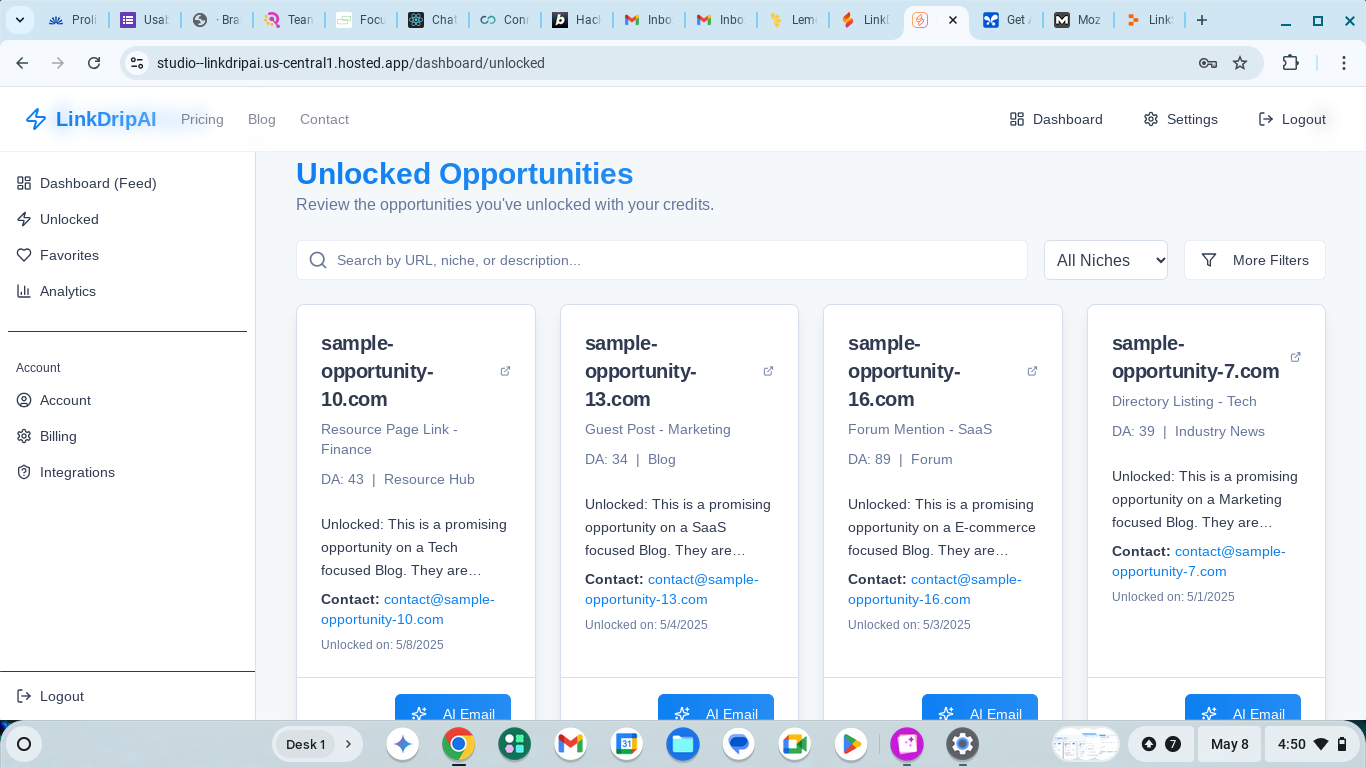 Proli
Usab
· Bra
Tean
Focu
Chat
Conn
Hack
Inbo
Inbo
Leme
LinkD
Get A
Moz
Link
studio--linkdripai.us-central1.hosted.app/dashboard/unlocked
LinkDripAI
Pricing
Blog
Contact
Dashboard
Settings
Logout
Dashboard (Feed)
Unlocked
Favorites
Analytics
Account
Account
Billing
Integrations
Logout
Unlocked Opportunities
Review the opportunities you've unlocked with your credits.
Search by URL, niche, or description...
All Niches
More Filters
sample-
opportunity-
10.com
Resource Page Link -
Finance
DA: 43 | Resource Hub
Unlocked: This is a promising
opportunity on a Tech
focused Blog. They are…
Contact: contact@sample-
opportunity-10.com
Unlocked on: 5/8/2025
AI Email
sample-
opportunity-
13.com
Guest Post - Marketing
DA: 34 | Blog
Unlocked: This is a promising
opportunity on a SaaS
focused Blog. They are…
Contact: contact@sample-
opportunity-13.com
Unlocked on: 5/4/2025
AI Email
sample-
opportunity-
16.com
Forum Mention - SaaS
DA: 89 | Forum
Unlocked: This is a promising
opportunity on a E-commerce
focused Blog. They are…
Contact: contact@sample-
opportunity-16.com
Unlocked on: 5/3/2025
AI Email
sample-
opportunity-7.com
Directory Listing - Tech
DA: 39 | Industry News
Unlocked: This is a promising
opportunity on a Marketing
focused Blog. They are…
Contact: contact@sample-
opportunity-7.com
Unlocked on: 5/1/2025
AI Email
Desk 1
31
7
May 8
4:50